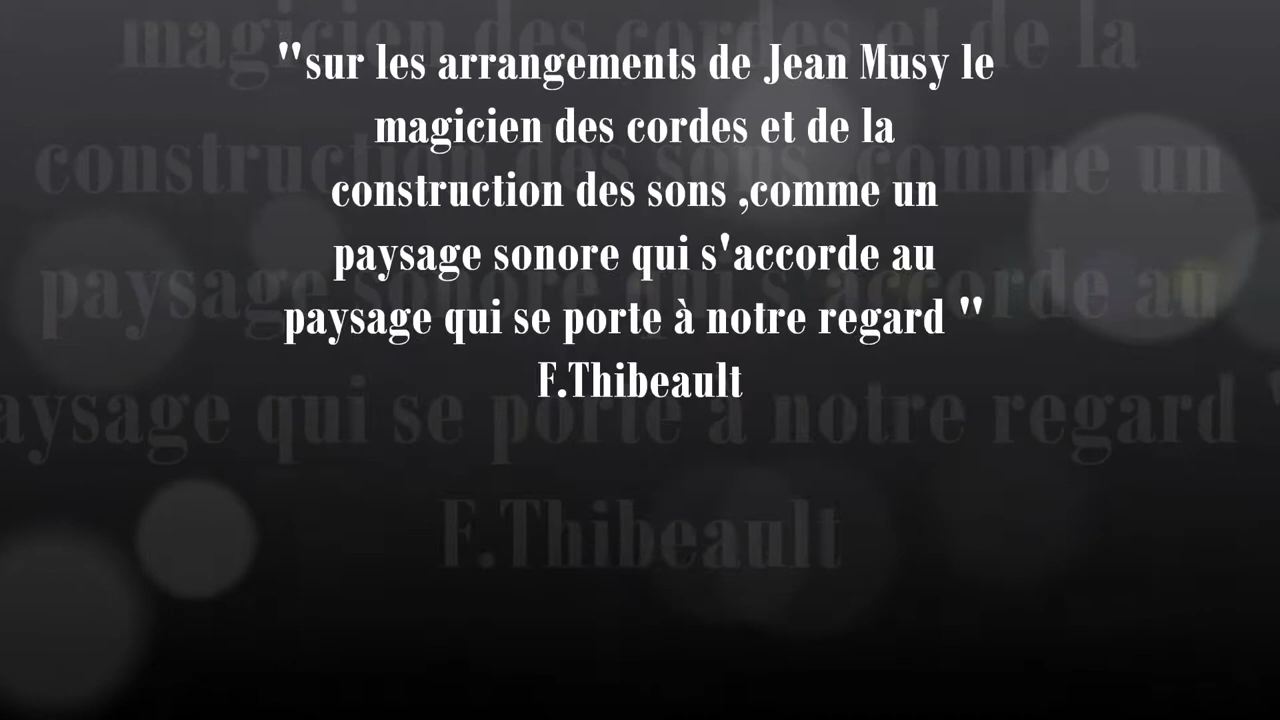 "sur les arrangements de Jean Musy le
magicien des cordes et de la
construction des sons ,comme un
paysage sonore qui s'accorde au
paysage qui se porte à notre regard "
F.Thibeault